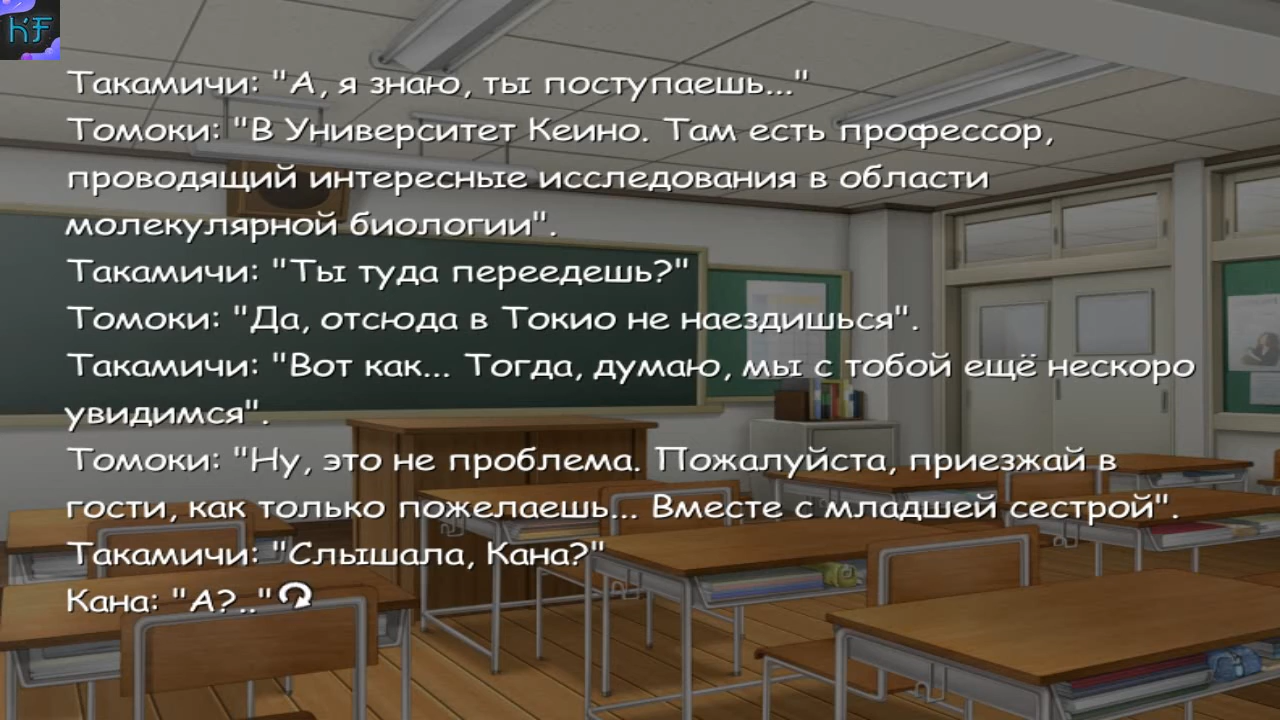 KF
Такамичи: "А, я знаю, ты поступаешь..."
Томоки: "В Университет Кеино. Там есть профессор,
проводящий интересные исследования в области
молекулярной биологии".
Такамичи: "Ты туда переедешь?"
Томоки: "Да, отсюда в Токио не наездишься".
Такамичи: "Вот как... Тогда, думаю, мы с тобой ещё нескоро
увидимся".
Томоки: "Ну, это не проблема. Пожалуйста, приезжай в
гости, как только пожелаешь... Вместе с младшей сестрой".
Такамичи: "Слышала, Кана?"
Кана: "А?.."